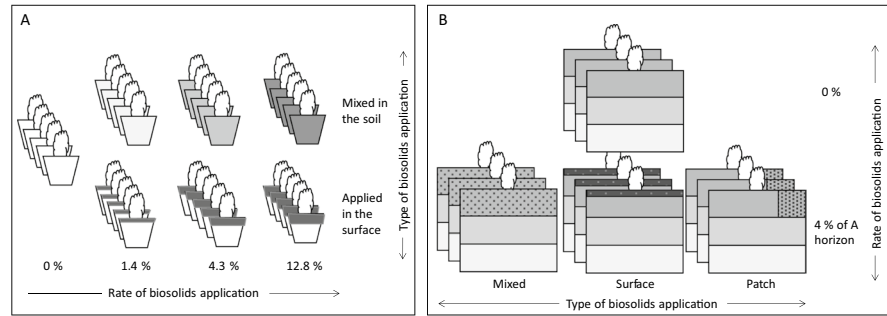 A
Mixed in
the soil
Applied
in the
surface
Type of biosolids application
0 %
1.4 %
4.3 %
12.8 %
Rate of biosolids application
B
0 %
4 % of A
horizon
Rate of biosolids application
Mixed
Surface
Patch
Type of biosolids application